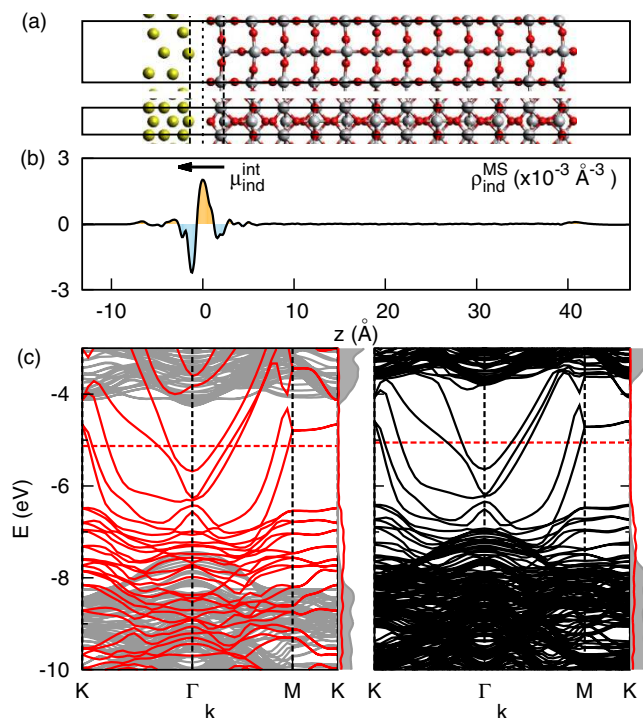 (a)
(b)
3
0
-3
μ_ind^int
ρ_ind^MS (x10^-3 Å^-3)
-10 0 10 20 30 40
z (Å)
(c)
E (eV)
-4
-6
-8
-10
K Γ M K
k
K Γ M K
k